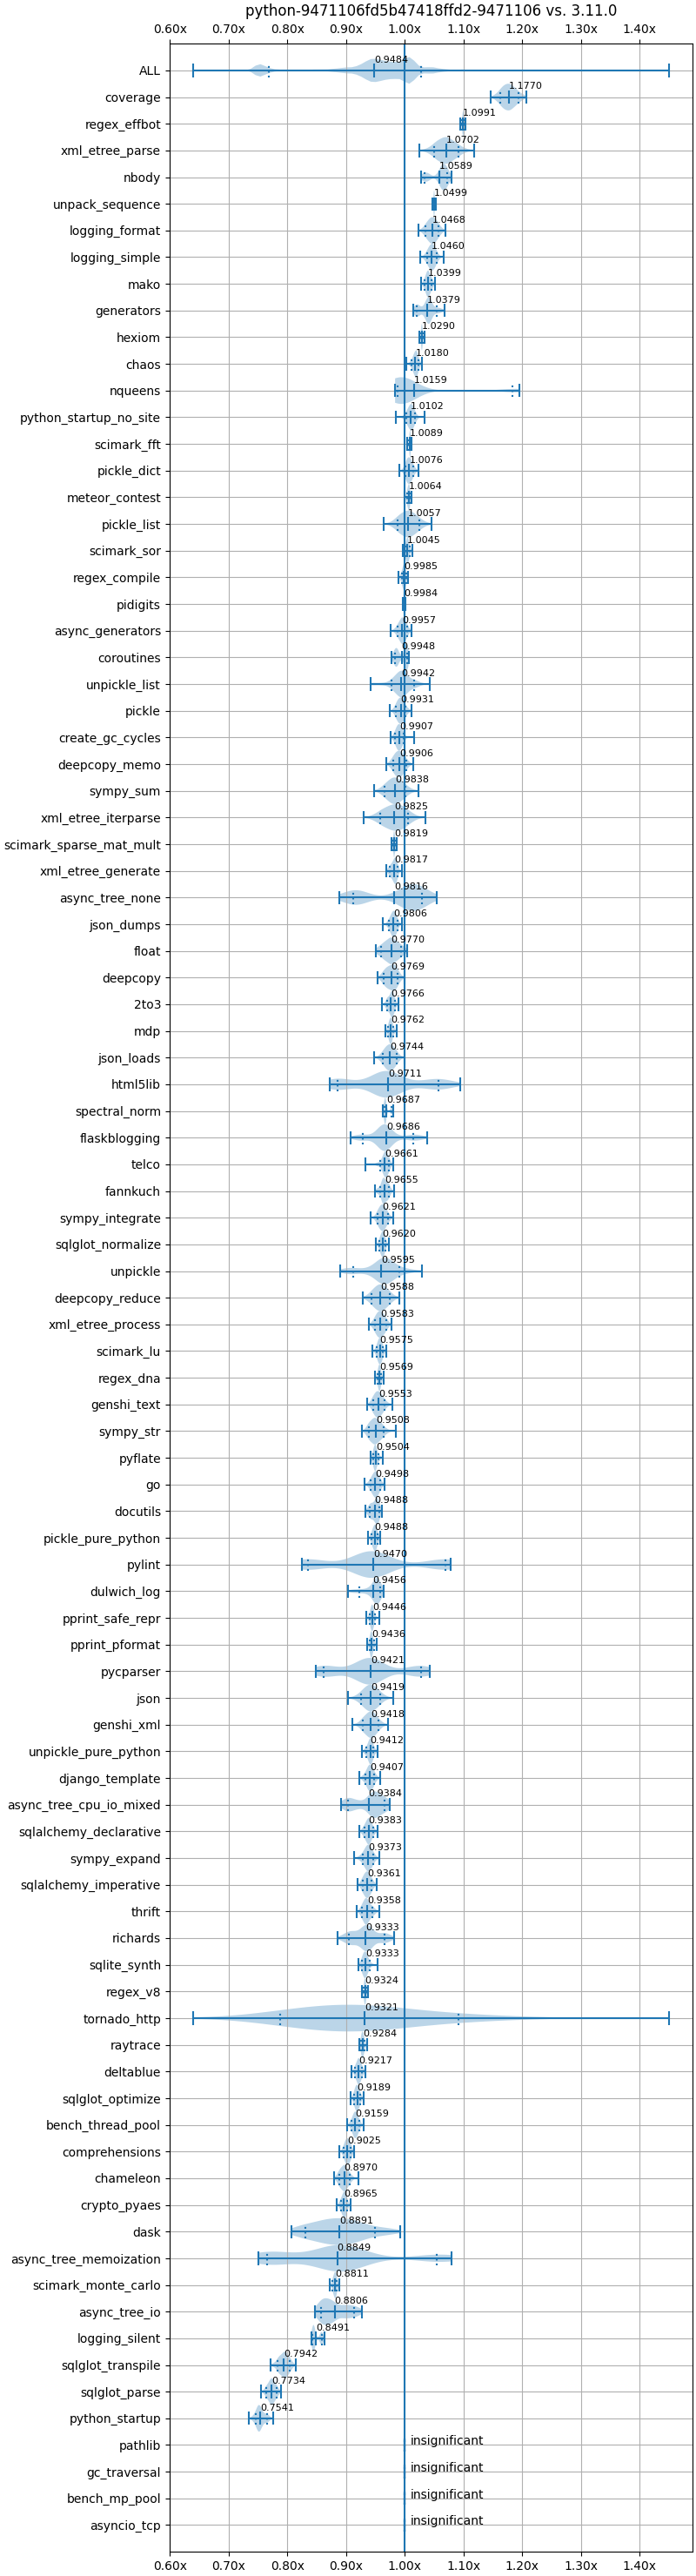 python-9471106fd5b47418ffd2-9471106 vs. 3.11.0
0.60x 0.70x 0.80x 0.90x 1.00x 1.10x 1.20x 1.30x 1.40x
ALL 0.9484
coverage 1.1770
regex_effbot 1.0991
xml_etree_parse 1.0702
nbody 1.0589
unpack_sequence 1.0499
logging_format 1.0468
logging_simple 1.0460
mako 1.0399
generators 1.0379
hexiom 1.0290
chaos 1.0180
nqueens 1.0159
python_startup_no_site 1.0102
scimark_fft 1.0089
pickle_dict 1.0076
meteor_contest 1.0064
pickle_list 1.0057
scimark_sor 1.0045
regex_compile 0.9985
pidigits 0.9984
async_generators 0.9957
coroutines 0.9948
unpickle_list 0.9942
pickle 0.9931
create_gc_cycles 0.9907
deepcopy_memo 0.9906
sympy_sum 0.9838
xml_etree_iterparse 0.9825
scimark_sparse_mat_mult 0.9819
xml_etree_generate 0.9817
async_tree_none 0.9816
json_dumps 0.9806
float 0.9770
deepcopy 0.9769
2to3 0.9766
mdp 0.9762
json_loads 0.9744
html5lib 0.9711
spectral_norm 0.9687
flaskblogging 0.9686
telco 0.9661
fannkuch 0.9655
sympy_integrate 0.9621
sqlglot_normalize 0.9620
unpickle 0.9595
deepcopy_reduce 0.9588
xml_etree_process 0.9583
scimark_lu 0.9575
regex_dna 0.9569
genshi_text 0.9553
sympy_str 0.9508
pyflate 0.9504
go 0.9493
docutils 0.9488
pickle_pure_python 0.9488
pylint 0.9470
dulwich_log 0.9456
pprint_safe_repr 0.9446
pprint_pformat 0.9436
pycparser 0.9421
json 0.9419
genshi_xml 0.9418
unpickle_pure_python 0.9412
django_template 0.9407
async_tree_cpu_io_mixed 0.9384
sqlalchemy_declarative 0.9383
sympy_expand 0.9373
sqlalchemy_imperative 0.9361
thrift 0.9358
richards 0.9333
sqlite_synth 0.9333
regex_v8 0.9324
tornado_http 0.9321
raytrace 0.9284
deltablue 0.9217
sqlglot_optimize 0.9189
bench_thread_pool 0.9159
comprehensions 0.9025
chameleon 0.8970
crypto_pyaes 0.8965
dask 0.8891
async_tree_memoization 0.8849
scimark_monte_carlo 0.8811
async_tree_io 0.8806
logging_silent 0.8491
sqlglot_transpile 0.7942
sqlglot_parse 0.7734
python_startup 0.7541
pathlib insignificant
gc_traversal insignificant
bench_mp_pool insignificant
asyncio_tcp insignificant
0.60x 0.70x 0.80x 0.90x 1.00x 1.10x 1.20x 1.30x 1.40x